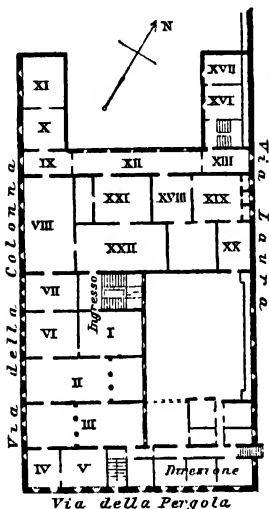 N
XI
XVII
X
XVI
IX
XII
XIII
VIII
XXI
XVIII
XIX
XXII
XX
VII
Ingresso
VI
I
II
III
IV
V
Direzione
Via della Colonna
Via Laura
Via della Pergola